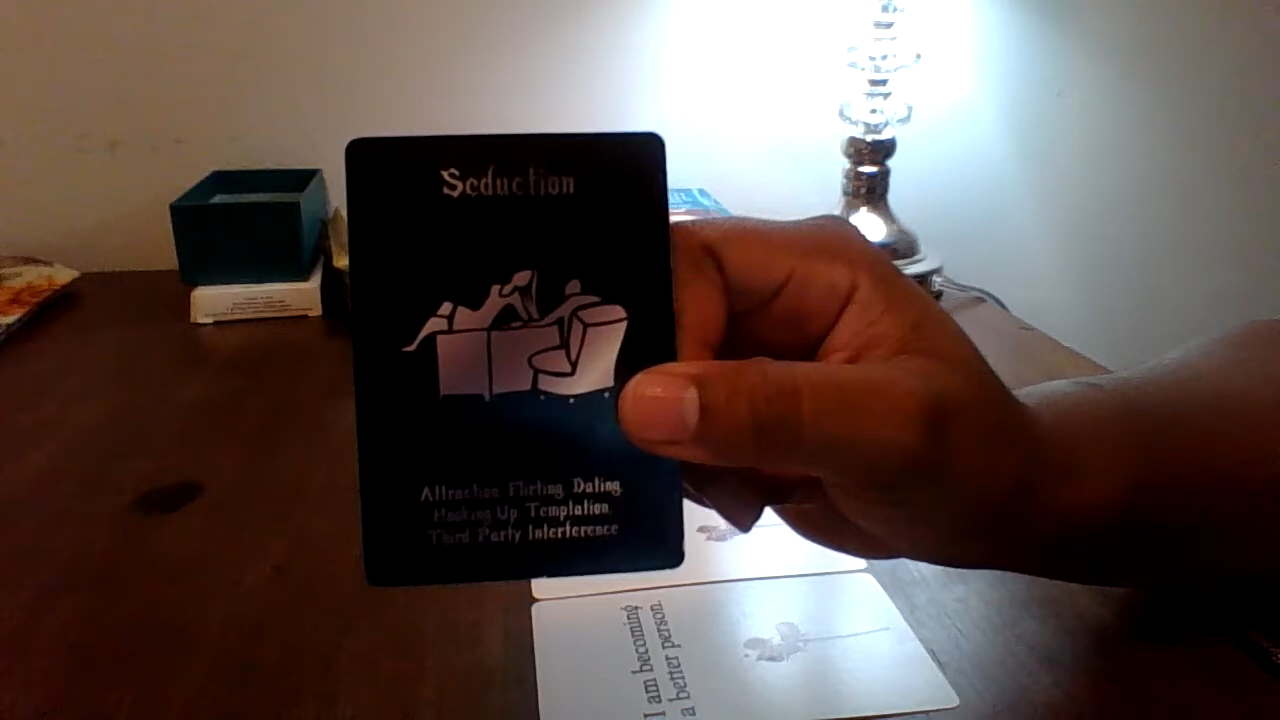 Seduction
Attraction Flirting, Dating,
Hooking Up, Temptation,
Third Party Interference
I am becoming
a better person.